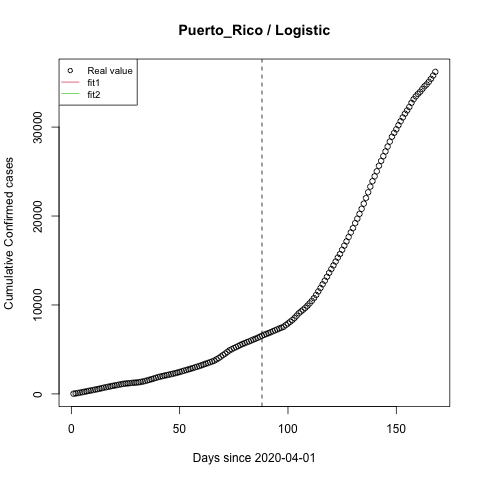 Puerto_Rico / Logistic
Real value
fit1
fit2
Cumulative Confirmed cases
30000
20000
10000
0
0 50 100 150
Days since 2020-04-01